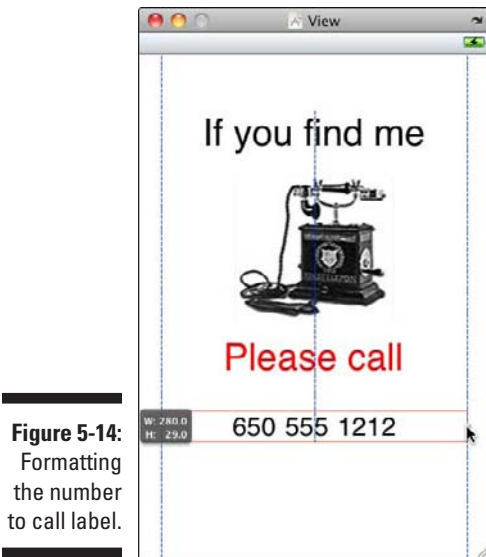 View
If you find me
Please call
W: 280.0
H: 29.0
650 555 1212
Figure 5-14:
Formatting
the number
to call label.